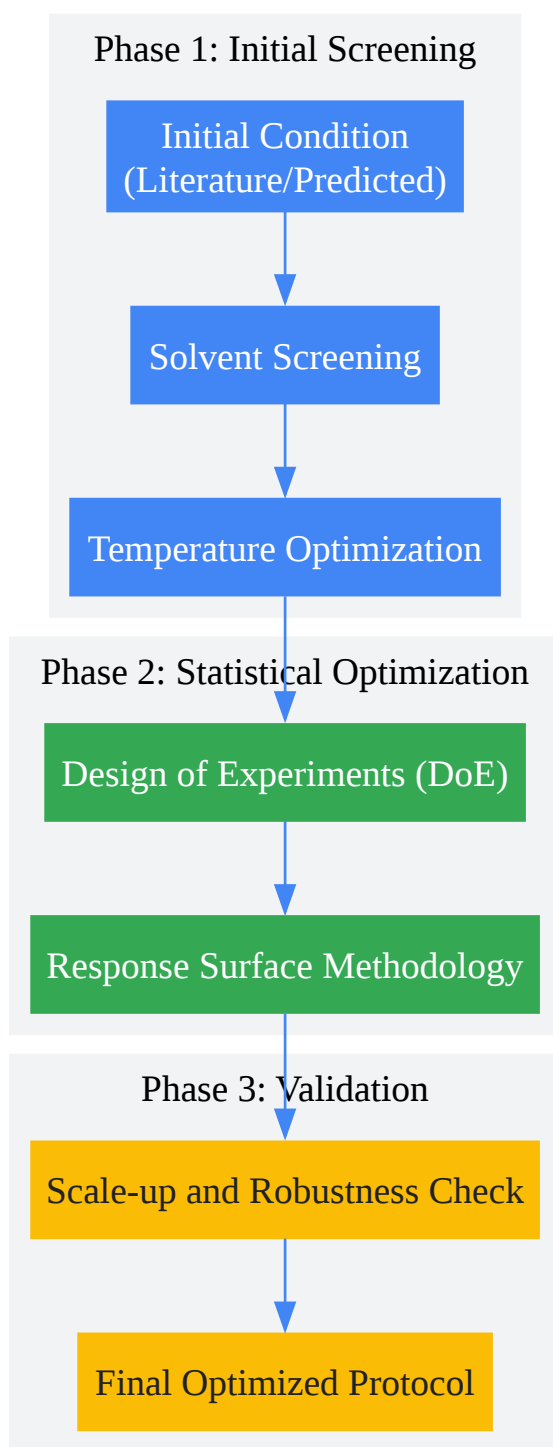 Phase 1: Initial Screening
Initial Condition
(Literature/Predicted)
Solvent Screening
Temperature Optimization
Phase 2: Statistical Optimization
Design of Experiments (DoE)
Response Surface Methodology
Phase 3: Validation
Scale-up and Robustness Check
Final Optimized Protocol